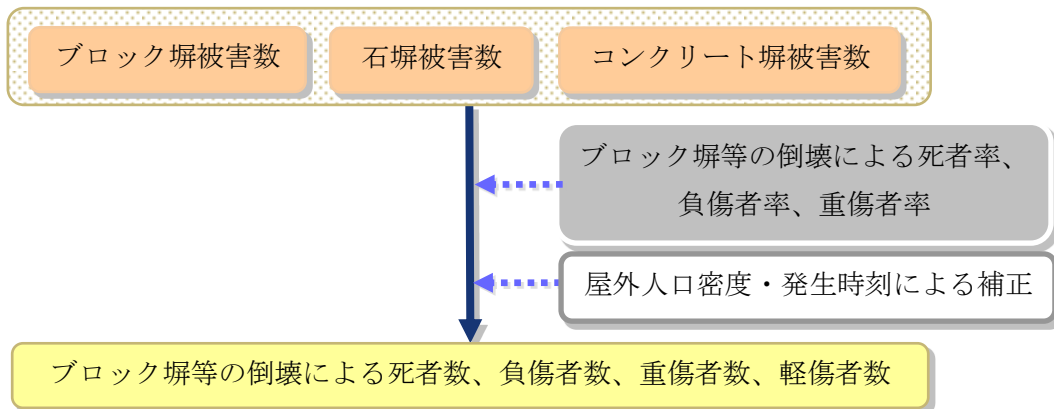 ブロック塀被害数
石塀被害数
コンクリート塀被害数
ブロック塀等の倒壊による死者率、
負傷者率、重傷者率
屋外人口密度・発生時刻による補正
ブロック塀等の倒壊による死者数、負傷者数、重傷者数、軽傷者数